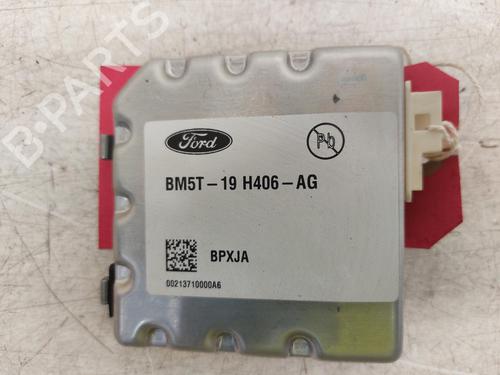 B-PARTS
Ford
Pb
BM5T-19 H406-AG
BPXJA
00213710000A6